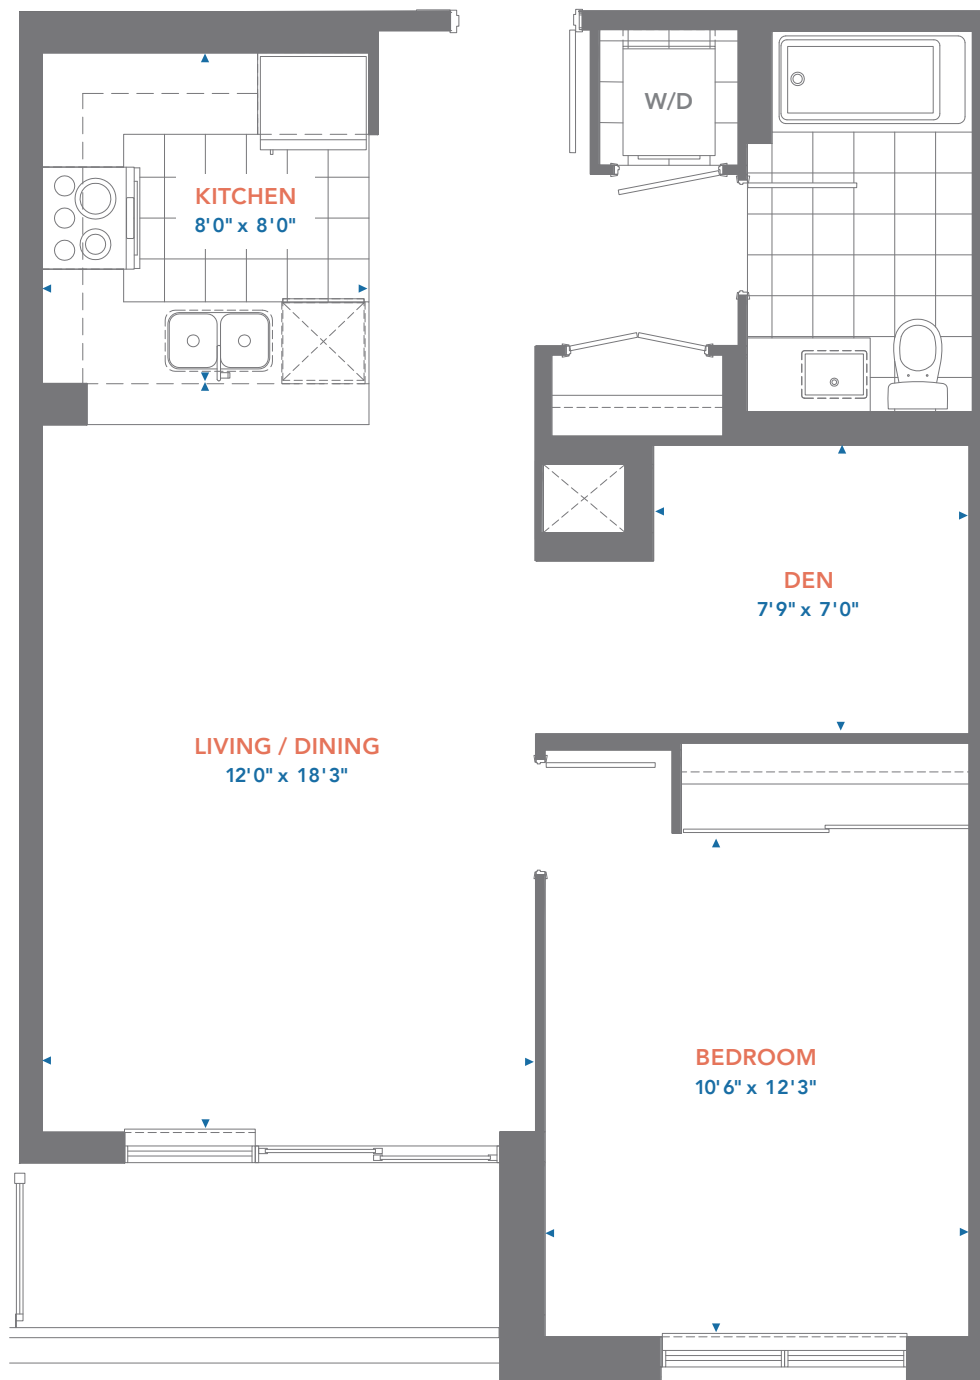 W/D
KITCHEN
8'0" x 8'0"
DEN
7'9" x 7'0"
LIVING / DINING
12'0" x 18'3"
BEDROOM
10'6" x 12'3"